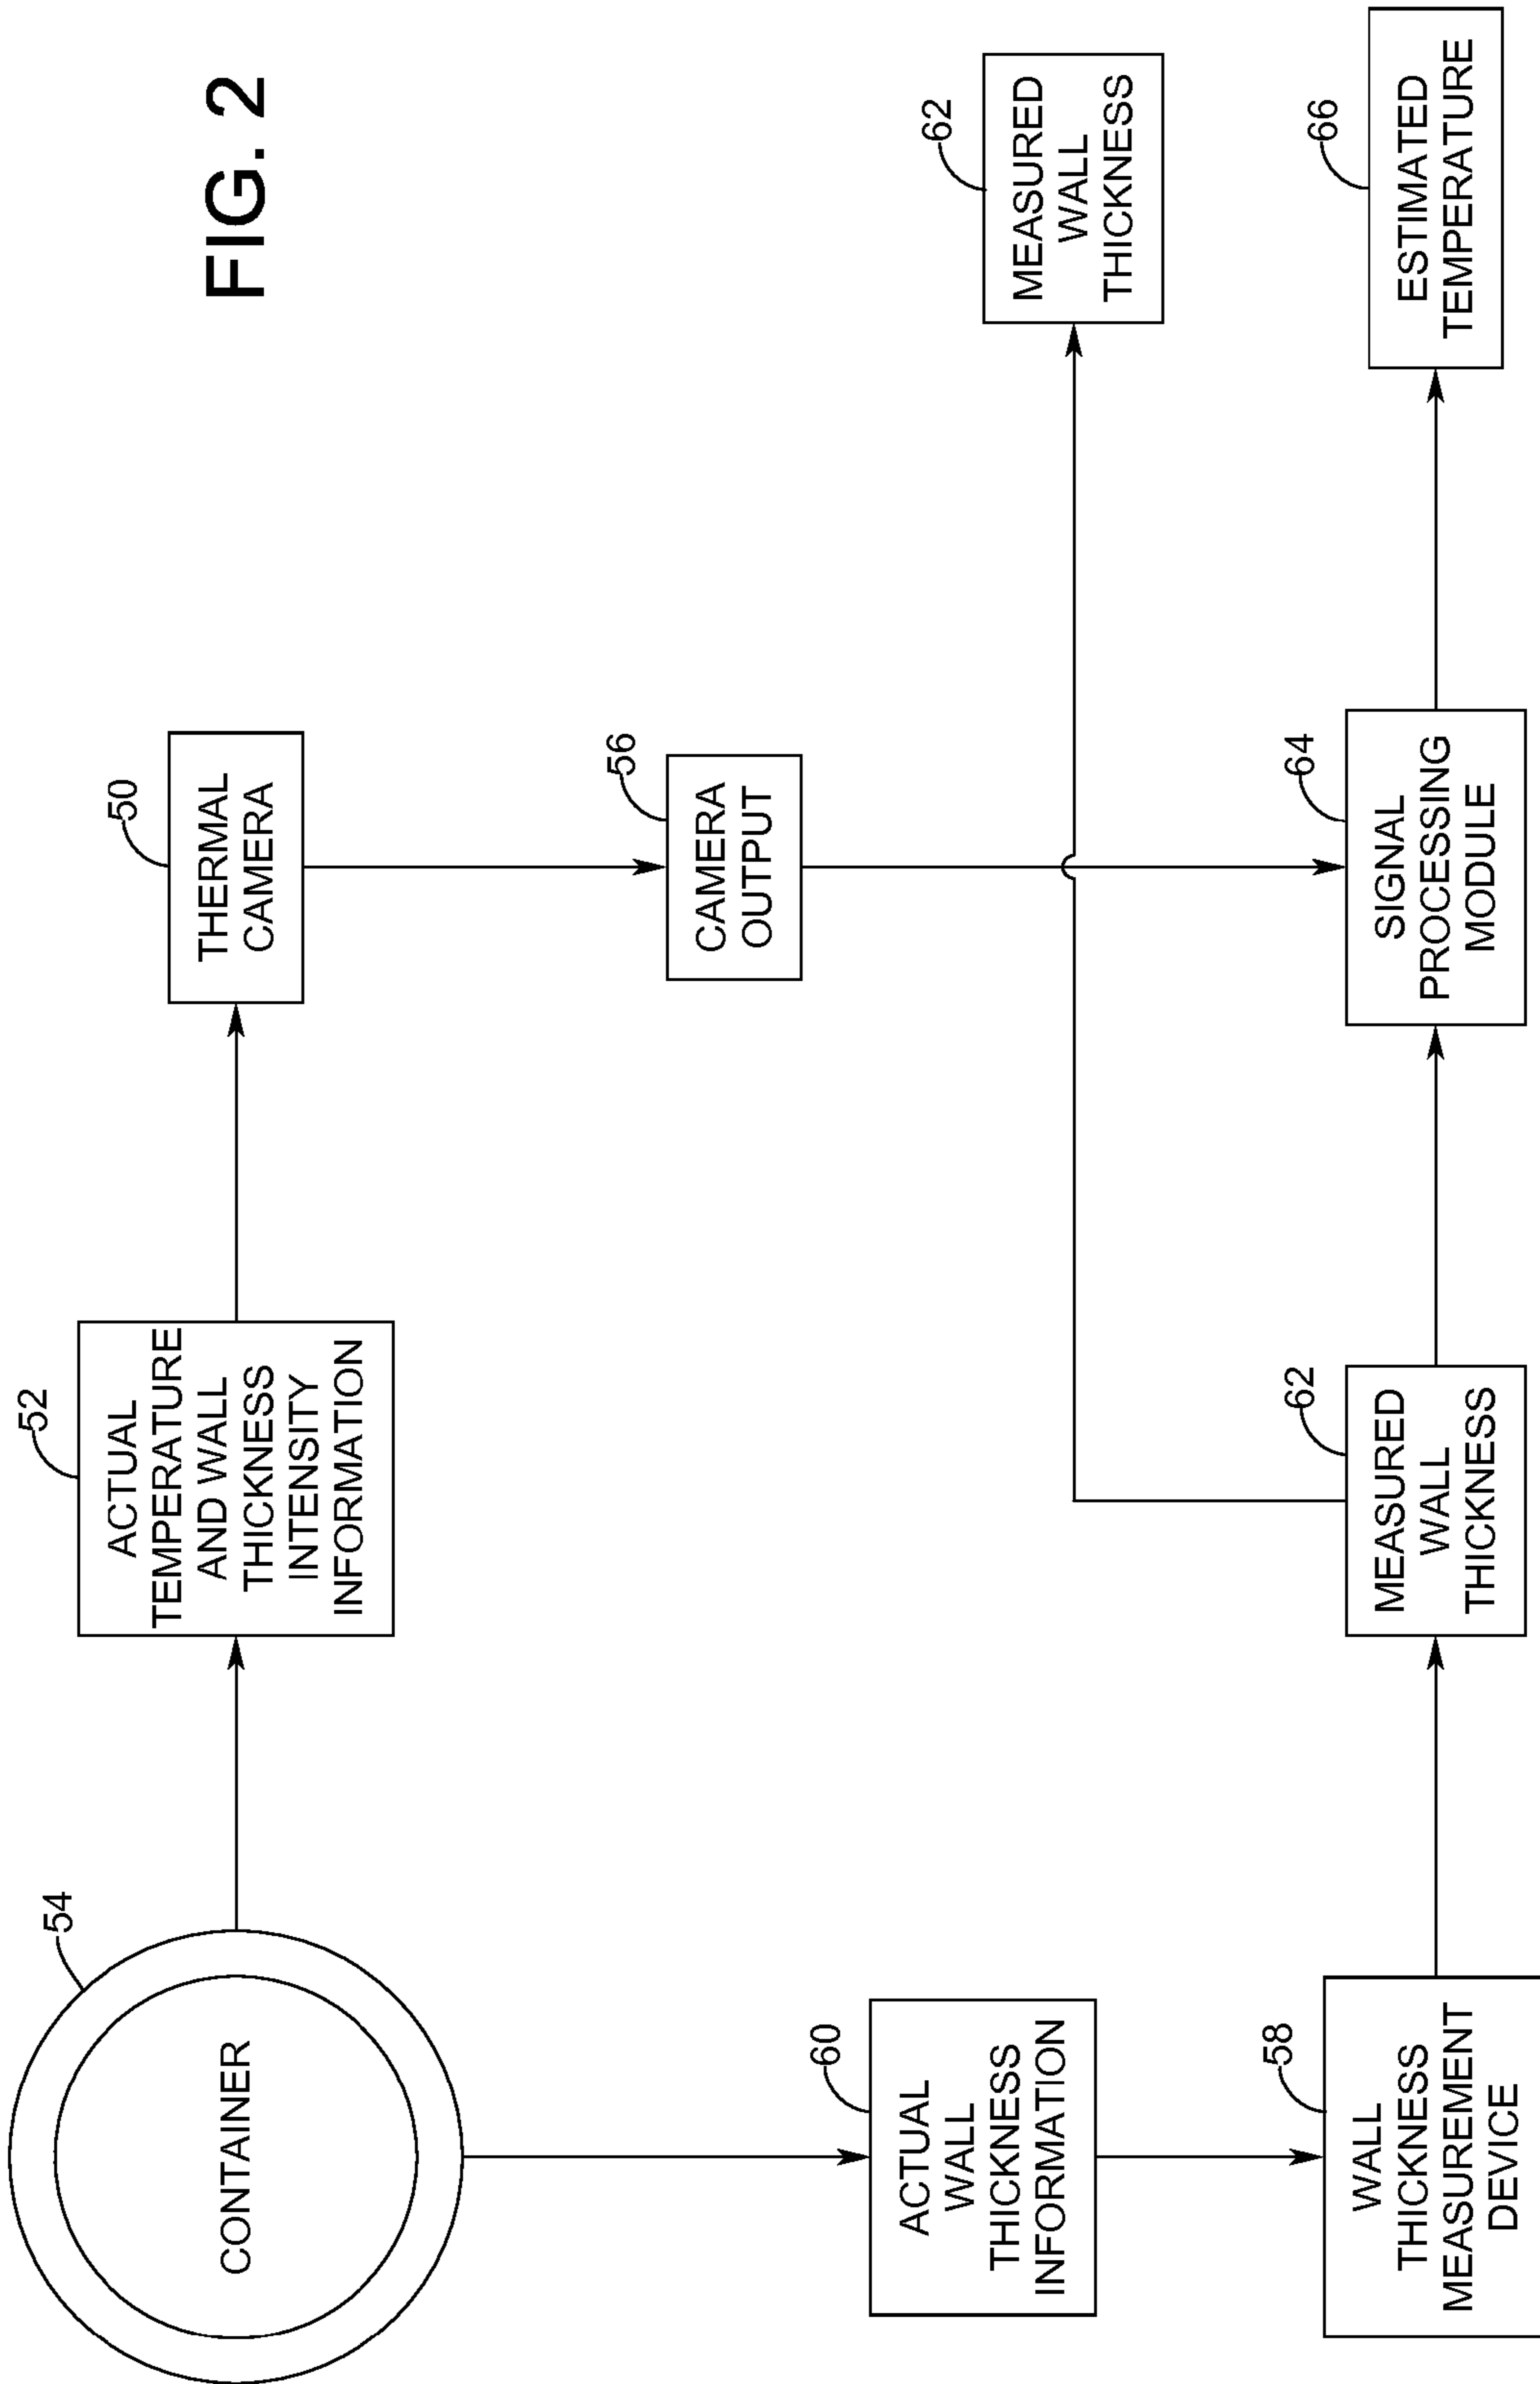 FIG. 2
54
CONTAINER
52
ACTUAL
TEMPERATURE
AND WALL
THICKNESS
INTENSITY
INFORMATION
50
THERMAL
CAMERA
56
CAMERA
OUTPUT
60
ACTUAL
WALL
THICKNESS
INFORMATION
62
MEASURED
WALL
THICKNESS
58
WALL
THICKNESS
MEASUREMENT
DEVICE
62
MEASURED
WALL
THICKNESS
64
SIGNAL
PROCESSING
MODULE
66
ESTIMATED
TEMPERATURE